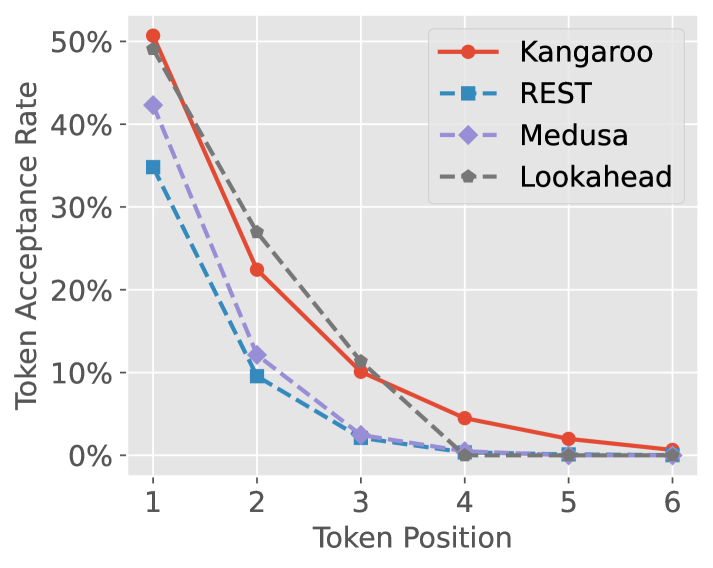 Token Acceptance Rate
50%
40%
30%
20%
10%
0%
Kangaroo
REST
Medusa
Lookahead
1 2 3 4 5 6
Token Position